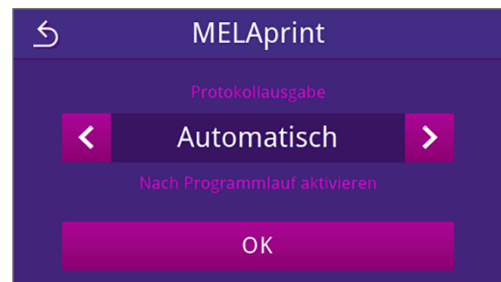 MELAprint
Protokollausgabe
Automatisch
Nach Programmlauf aktivieren
OK